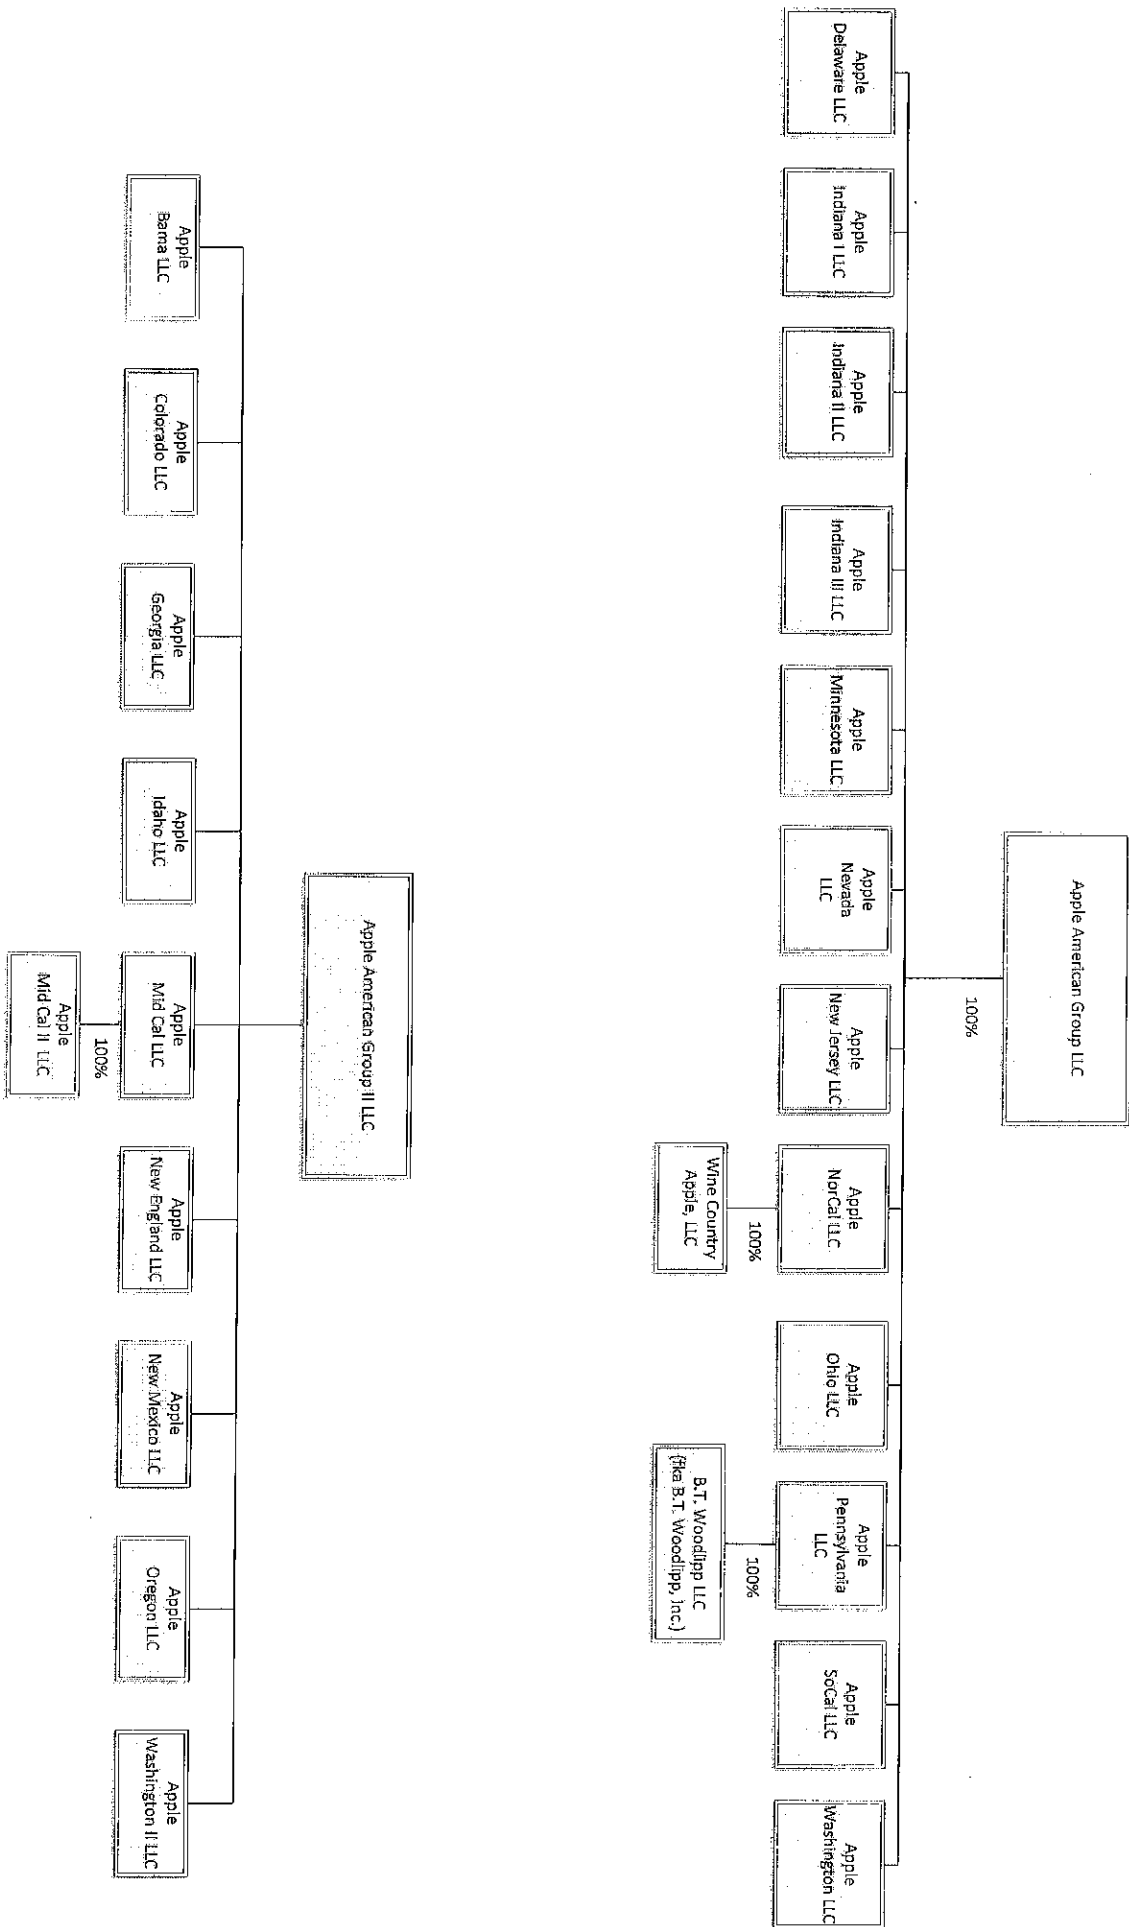 Apple American Group LLC
100%
Apple
Delaware LLC
Apple
Indiana I LLC
Apple
Indiana II LLC
Apple
Indiana III LLC
Apple
Minnesota LLC
Apple
Nevada
LLC
Apple
New Jersey LLC
Apple
NorCal LLC
Apple
Ohio LLC
Apple
Pennsylvania
LLC
Apple
SoCal LLC
Apple
Washington LLC
100%
Wine Country
Apple, LLC
100%
B.T. Woodlipp LLC
(fka B.T. Woodlipp, Inc.)
Apple American Group II LLC
Apple
Bama LLC
Apple
Colorado LLC
Apple
Georgia LLC
Apple
Idaho LLC
Apple
Mid Cal LLC
Apple
New England LLC
Apple
New Mexico LLC
Apple
Oregon LLC
Apple
Washington II LLC
100%
Apple
Mid Cal II LLC